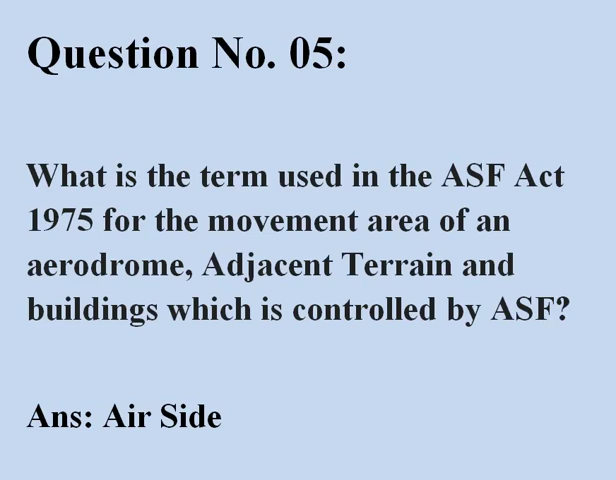 Question No. 05:
What is the term used in the ASF Act
1975 for the movement area of an
aerodrome, Adjacent Terrain and
buildings which is controlled by ASF?
Ans: Air Side